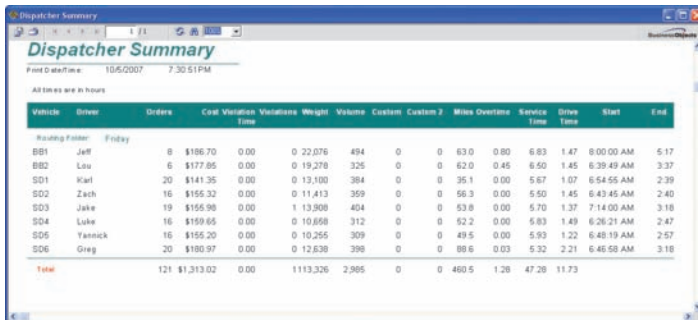 Dispatcher Summary
1 /1 100%
BusinessObjects
Dispatcher Summary
Print Date/Time: 10/5/2007 7:30:51PM
All times are in hours
Vehicle Driver Orders Cost Violation Time Violations Weight Volume Custom Custom 2 Miles Overtime Service Time Drive Time Start End
Routing Folder: Friday
BB1 Jeff 8 $186.70 0.00 0 22,076 494 0 0 63.0 0.80 6.83 1.47 8:00:00 AM 5:17
BB2 Lou 6 $177.85 0.00 0 19,278 325 0 0 62.0 0.45 6.50 1.45 6:39:49 AM 3:37
SD1 Karl 20 $141.35 0.00 0 13,100 384 0 0 35.1 0.00 5.67 1.07 6:54:55 AM 2:39
SD2 Zach 16 $155.32 0.00 0 11,413 359 0 0 56.3 0.00 5.50 1.45 6:43:45 AM 2:40
SD3 Jake 19 $155.98 0.00 1 13,908 404 0 0 53.8 0.00 5.70 1.37 7:14:00 AM 3:18
SD4 Luke 16 $159.65 0.00 0 10,658 312 0 0 52.2 0.00 5.83 1.49 6:26:21 AM 2:47
SD5 Yannick 16 $155.20 0.00 0 10,255 309 0 0 49.5 0.00 5.93 1.22 6:48:19 AM 2:57
SD6 Greg 20 $180.97 0.00 0 12,638 398 0 0 88.6 0.03 5.32 2.21 6:46:58 AM 3:18
Total 121 $1,313.02 0.00 1 113,326 2,985 0 0 460.5 1.28 47.28 11.73